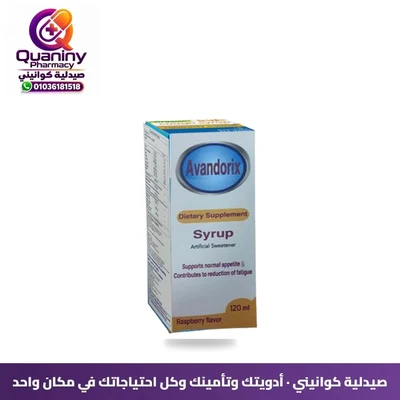 Quaniny
Pharmacy
صيدلية كوانيني
01036181518
Avandorix
Dietary Supplement
Syrup
Artificial Sweetener
Supports normal appetite &
Contributes to reduction of fatigue
120 ml
Raspberry flavor
صيدلية كوانيني - أدويتك وتأمينك وكل احتياجاتك في مكان واحد